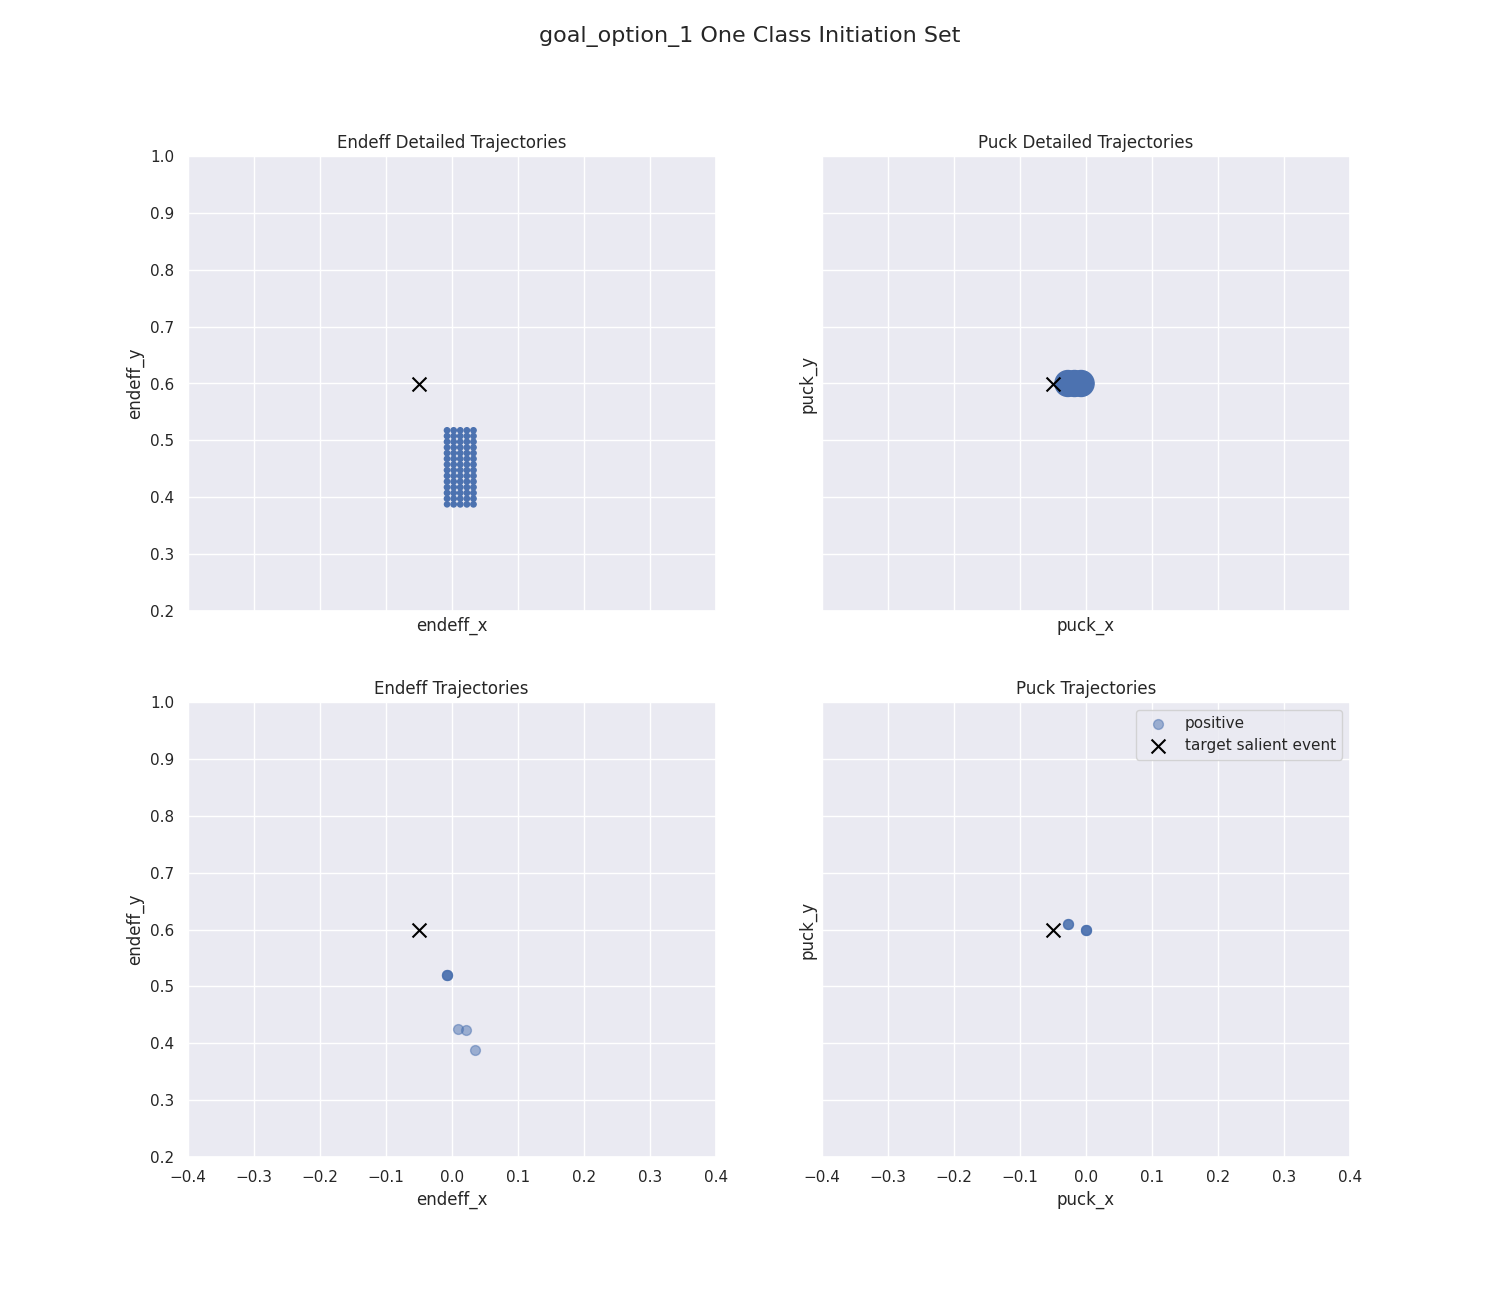 goal_option_1 One Class Initiation Set
Endeff Detailed Trajectories
1.0
0.9
0.8
0.7
0.6
0.5
0.4
0.3
0.2
endeff_y
endeff_x
Puck Detailed Trajectories
puck_y
puck_x
Endeff Trajectories
1.0
0.9
0.8
0.7
0.6
0.5
0.4
0.3
0.2
endeff_y
−0.4 −0.3 −0.2 −0.1 0.0 0.1 0.2 0.3 0.4
endeff_x
Puck Trajectories
positive
target salient event
puck_y
−0.4 −0.3 −0.2 −0.1 0.0 0.1 0.2 0.3 0.4
puck_x